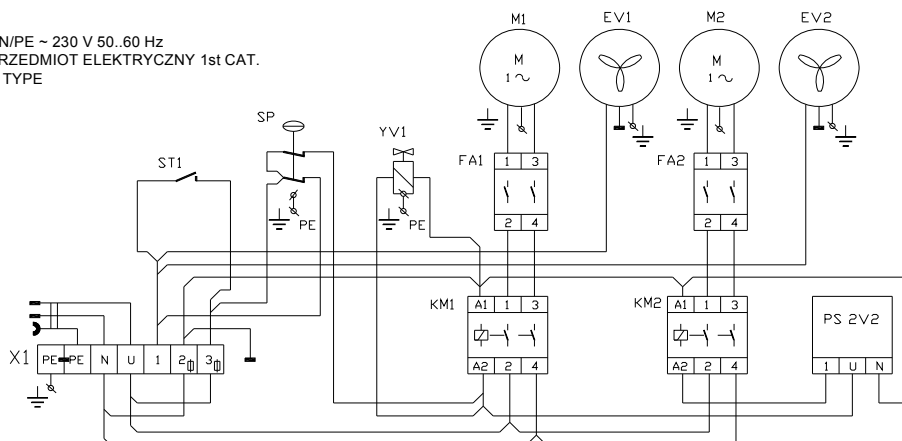 N/PE ~ 230 V 50..60 Hz
RZEDMIOT ELEKTRYCZNY 1st CAT.
TYPE
M1
EV1
M2
EV2
M
1 ~
M
1 ~
SP
YV1
ST1
FA1
1 3
2 4
FA2
1 3
2 4
PE
PE
KM1
A1 1 3
A2 2 4
KM2
A1 1 3
A2 2 4
PS 2V2
1 U N
X1
PE PE N U 1 2 3